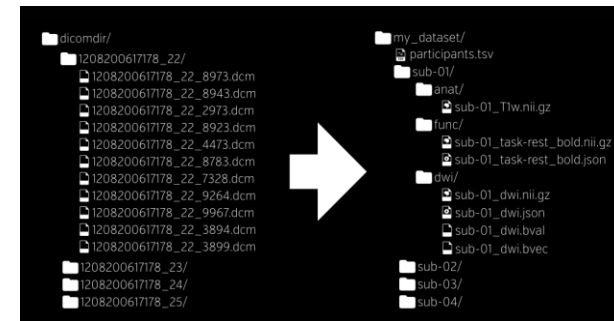 dicomdir/
1208200617178_22/
1208200617178_22_8973.dcm
1208200617178_22_8943.dcm
1208200617178_22_2973.dcm
1208200617178_22_8923.dcm
1208200617178_22_4473.dcm
1208200617178_22_8783.dcm
1208200617178_22_7328.dcm
1208200617178_22_9264.dcm
1208200617178_22_9967.dcm
1208200617178_22_3894.dcm
1208200617178_22_3899.dcm
1208200617178_23/
1208200617178_24/
1208200617178_25/
my_dataset/
participants.tsv
sub-01/
anat/
sub-01_T1w.nii.gz
func/
sub-01_task-rest_bold.nii.gz
sub-01_task-rest_bold.json
dwi/
sub-01_dwi.nii.gz
sub-01_dwi.json
sub-01_dwi.bval
sub-01_dwi.bvec
sub-02/
sub-03/
sub-04/